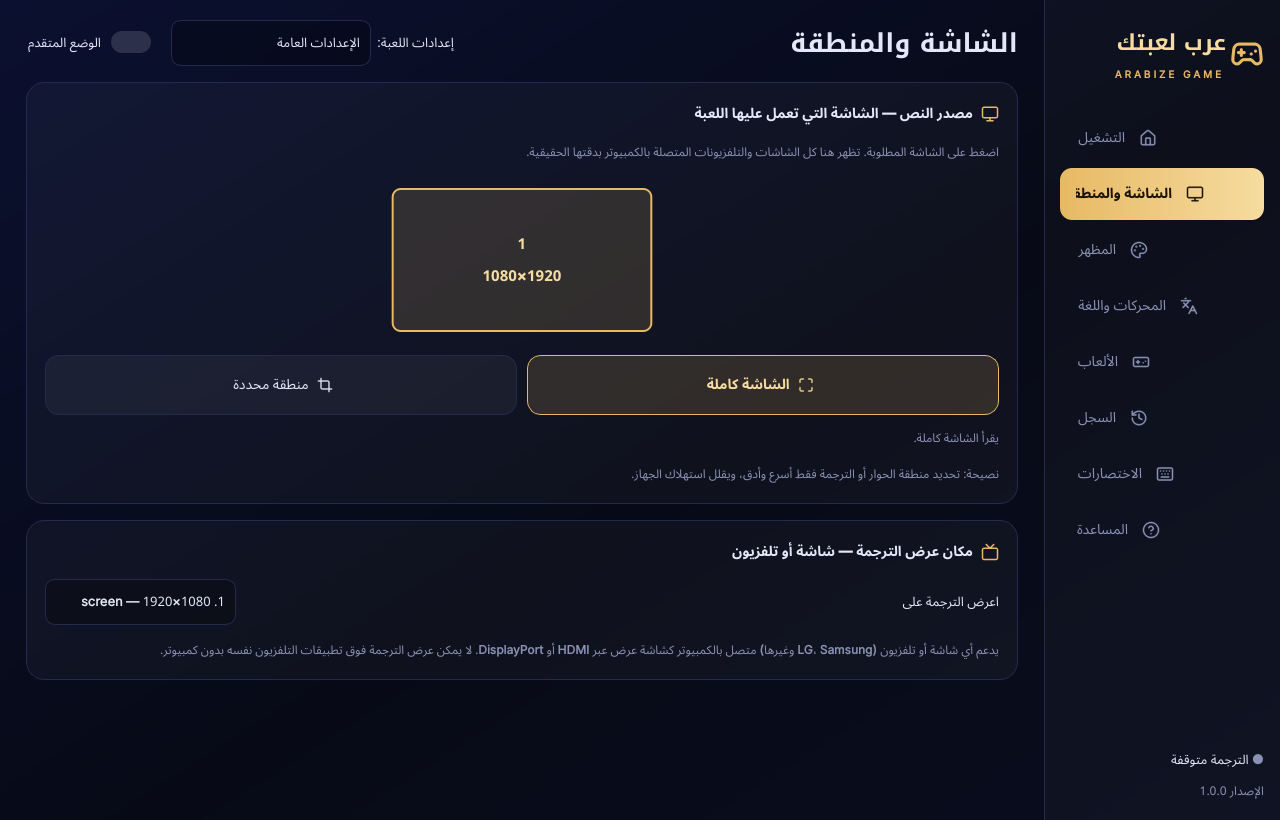 عرب لعبتك
ARABIZE GAME
التشغيل
الشاشة والمنطق
المظهر
المحركات واللغة
الألعاب
السجل
الاختصارات
المساعدة
الترجمة متوقفة
الإصدار 1.0.0
الشاشة والمنطقة
إعدادات اللعبة:
الإعدادات العامة
الوضع المتقدم
مصدر النص — الشاشة التي تعمل عليها اللعبة
اضغط على الشاشة المطلوبة. تظهر هنا كل الشاشات والتلفزيونات المتصلة بالكمبيوتر بدقتها الحقيقية.
1
1080×1920
الشاشة كاملة
منطقة محددة
يقرأ الشاشة كاملة.
نصيحة: تحديد منطقة الحوار أو الترجمة فقط أسرع وأدق، ويقلل استهلاك الجهاز.
مكان عرض الترجمة — شاشة أو تلفزيون
اعرض الترجمة على
1. screen — 1920×1080
يدعم أي شاشة أو تلفزيون (LG، Samsung وغيرها) متصل بالكمبيوتر كشاشة عرض عبر HDMI أو DisplayPort. لا يمكن عرض الترجمة فوق تطبيقات التلفزيون نفسه بدون كمبيوتر.